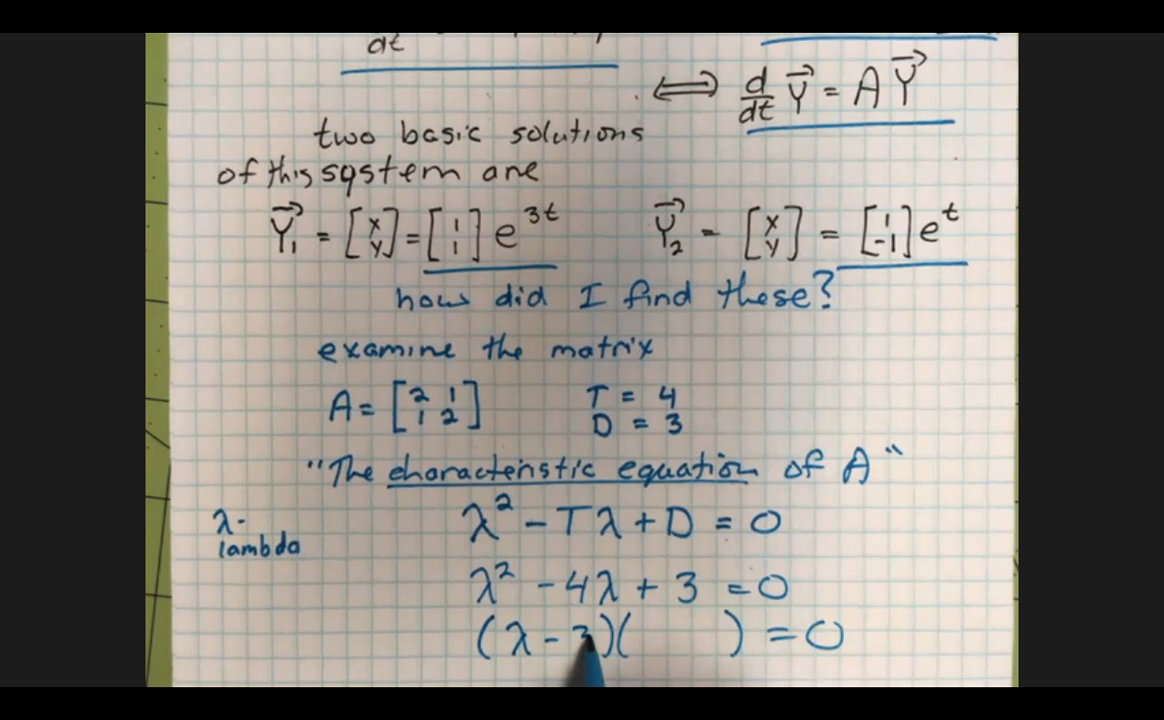 dt
⟺ d/dt Y⃗ = A Y⃗
two basic solutions
of this system are
Y⃗₁ = [x y] = [1 1] e^3t    Y⃗₂ = [x y] = [1 -1] e^t
how did I find these?
examine the matrix
A = [2 1; 1 2]    T = 4
D = 3
"The characteristic equation of A"
λ² - Tλ + D = 0
λ -
lambda
λ² - 4λ + 3 = 0
(λ - 3)(    ) = 0